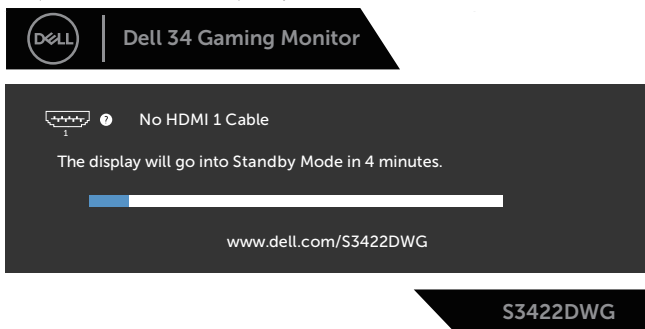 DELL
Dell 34 Gaming Monitor
? No HDMI 1 Cable
1
The display will go into Standby Mode in 4 minutes.
www.dell.com/S3422DWG
S3422DWG